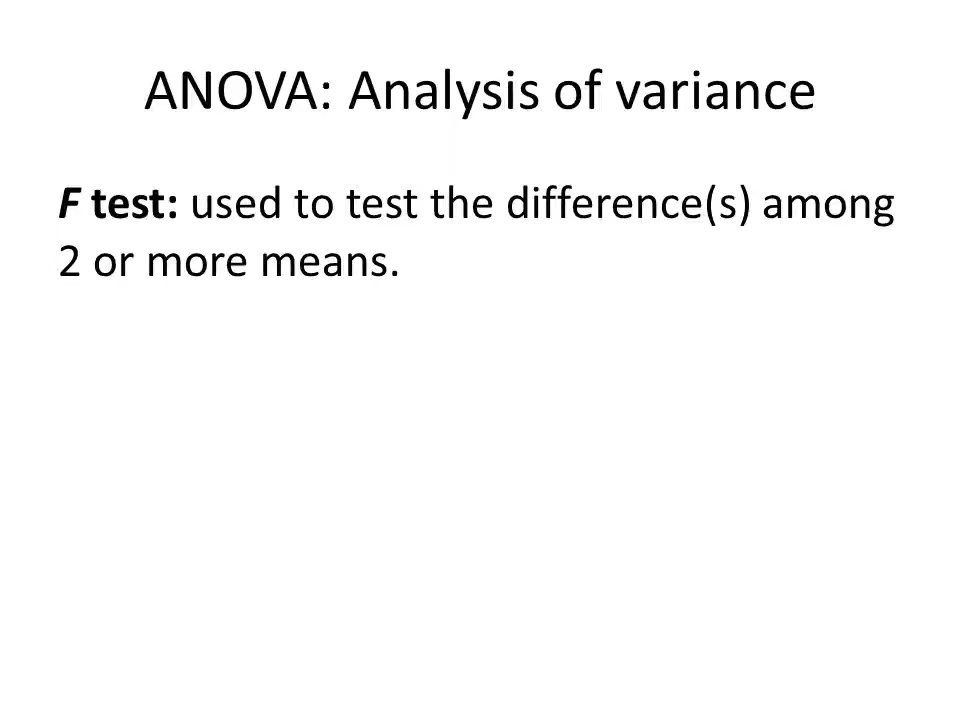 ANOVA: Analysis of variance
F test: used to test the difference(s) among
2 or more means.